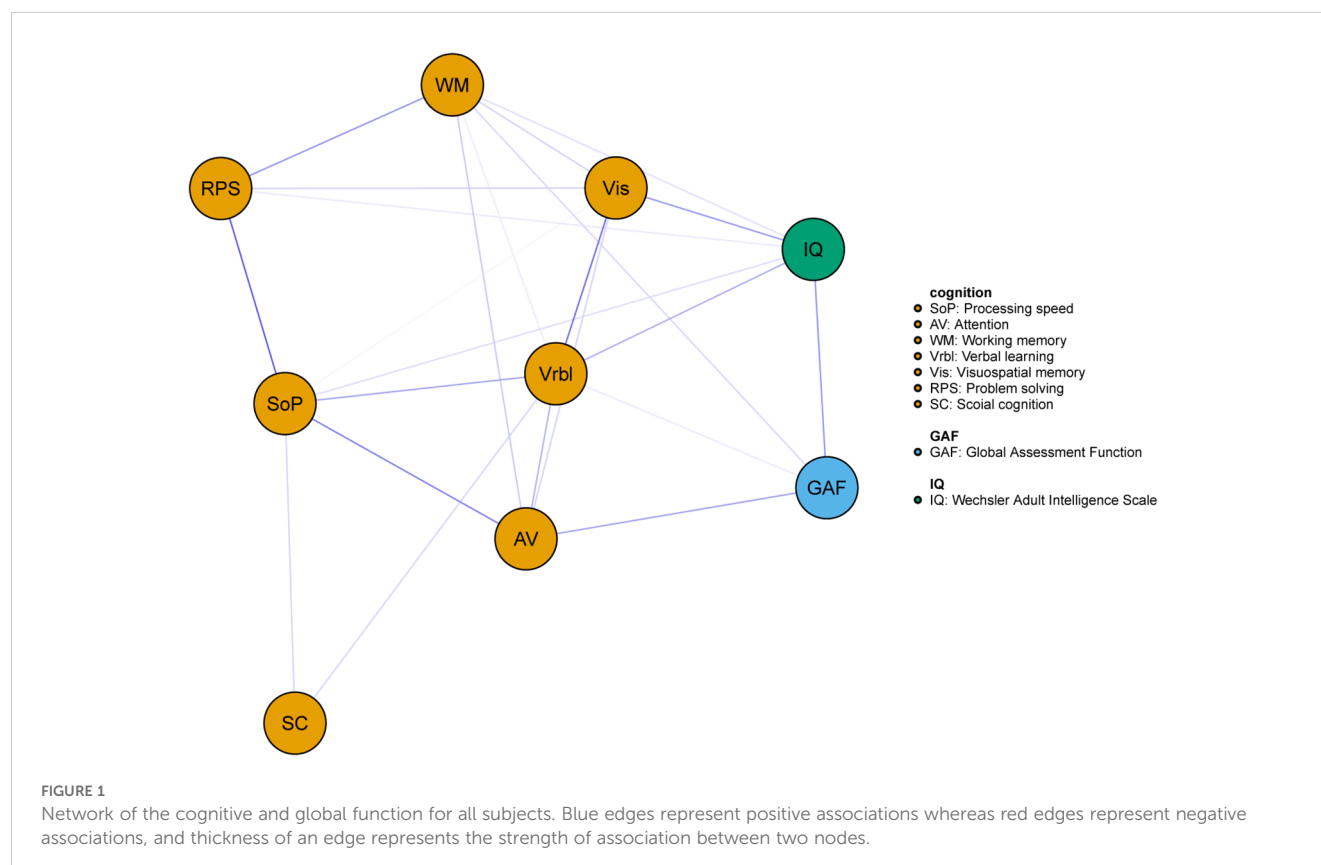 WM
RPS
Vis
IQ
Vrbl
SoP
GAF
AV
SC
cognition
SoP: Processing speed
AV: Attention
WM: Working memory
Vrbl: Verbal learning
Vis: Visuospatial memory
RPS: Problem solving
SC: Scoial cognition
GAF
GAF: Global Assessment Function
IQ
IQ: Wechsler Adult Intelligence Scale
FIGURE 1
Network of the cognitive and global function for all subjects. Blue edges represent positive associations whereas red edges represent negative
associations, and thickness of an edge represents the strength of association between two nodes.